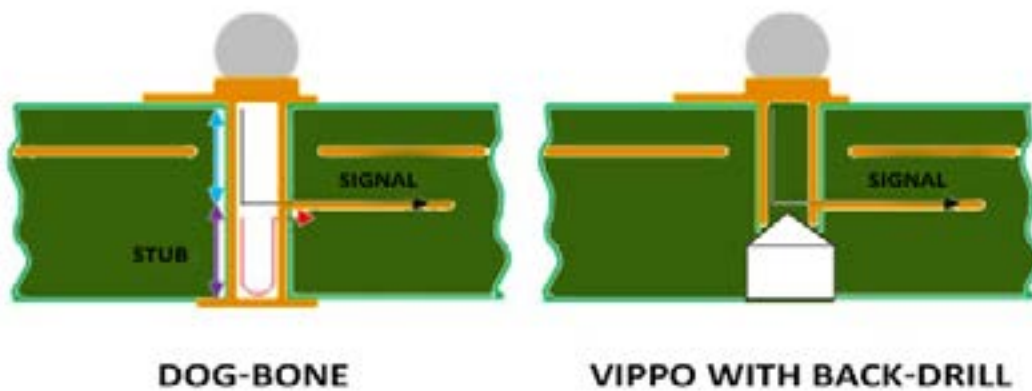 SIGNAL
STUB
DOG-BONE
SIGNAL
VIPPO WITH BACK-DRILL